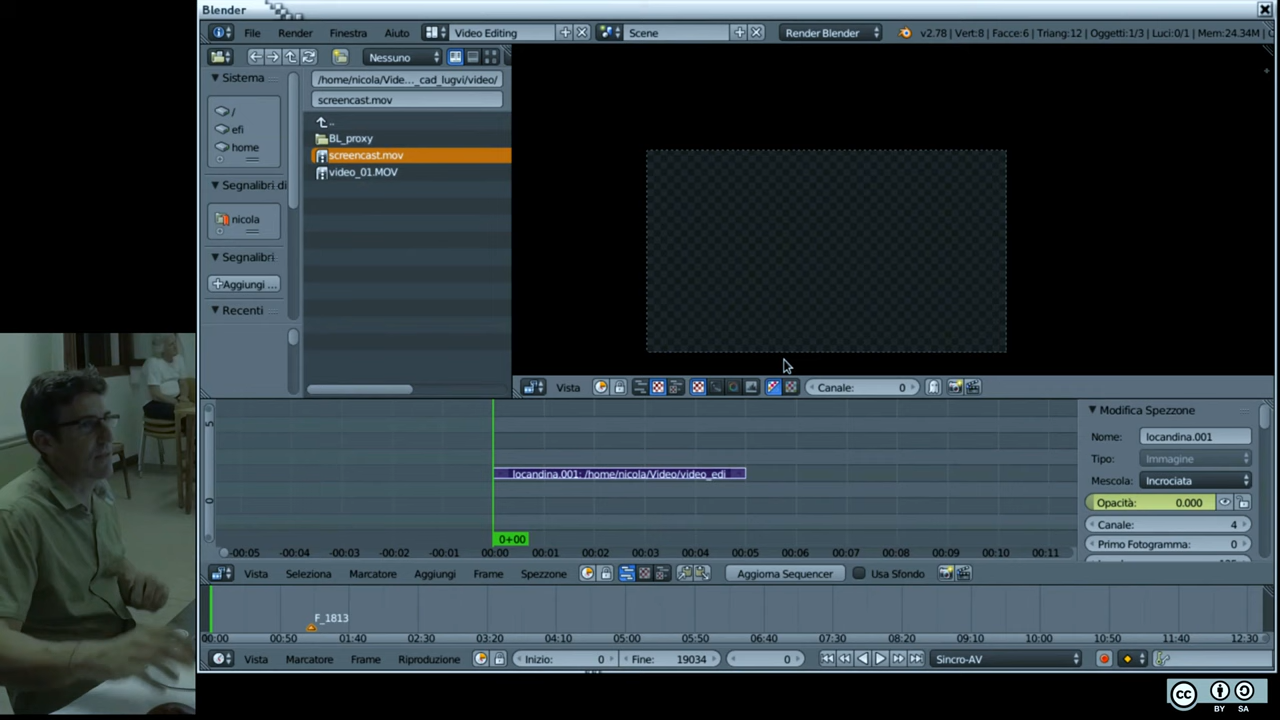 Blender
File Render Finestra Aiuto Video Editing Scene Render Blender v2.78 | Vert:8 | Facce:6 | Triang:12 | Oggetti:1/3 | Luci:0/1 | Mem:24.34M |
Nessuno
Sistema
/
efi
home
Segnalibri di
nicola
Segnalibri
Aggiungi ...
Recenti
/home/nicola/Vide..._cad_lugvi/video/
screencast.mov
..
BL_proxy
screencast.mov
video_01.MOV
Vista Canale: 0
5
0
locandina.001: /home/nicola/Video/video_edi
0+00
-00:05 -00:04 -00:03 -00:02 -00:01 00:00 00:01 00:02 00:03 00:04 00:05 00:06 00:07 00:08 00:09 00:10 00:11
Modifica Spezzone
Nome: locandina.001
Tipo: Immagine
Mescola: Incrociata
Opacità: 0.000
Canale: 4
Primo Fotogramma: 0
Vista Seleziona Marcatore Aggiungi Frame Spezzone Aggiorna Sequencer Usa Sfondo
F_1813
00:00 00:50 01:40 02:30 03:20 04:10 05:00 05:50 06:40 07:30 08:20 09:10 10:00 10:50 11:40 12:30
Vista Marcatore Frame Riproduzione Inizio: 0 Fine: 19034 0 Sincro-AV
cc BY SA